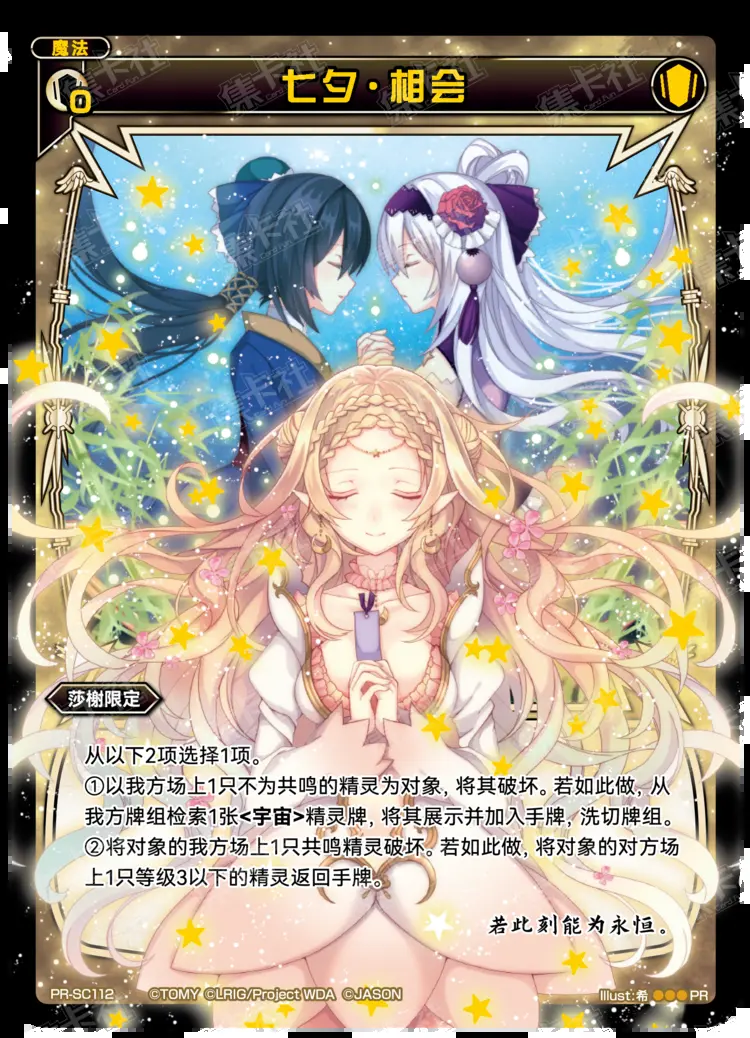 魔法
0
七夕·相会
莎榭限定
从以下2项选择1项。
①以我方场上1只不为共鸣的精灵为对象, 将其破坏。若如此做, 从
我方牌组检索1张<宇宙>精灵牌, 将其展示并加入手牌, 洗切牌组。
②将对象的我方场上1只共鸣精灵破坏。若如此做, 将对象的对方场
上1只等级3以下的精灵返回手牌。
若此刻能为永恒。
PR-SC112 ©TOMY ©LRIG/Project WDA ©JASON Illust:希 PR
集卡社